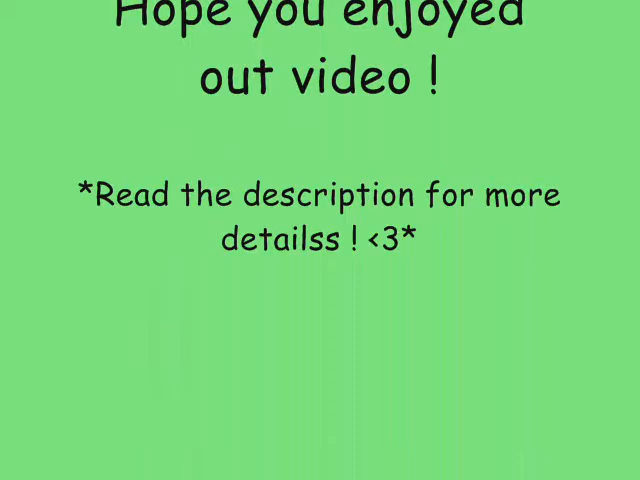 Hope you enjoyed
out video !
*Read the description for more
detailss ! <3*